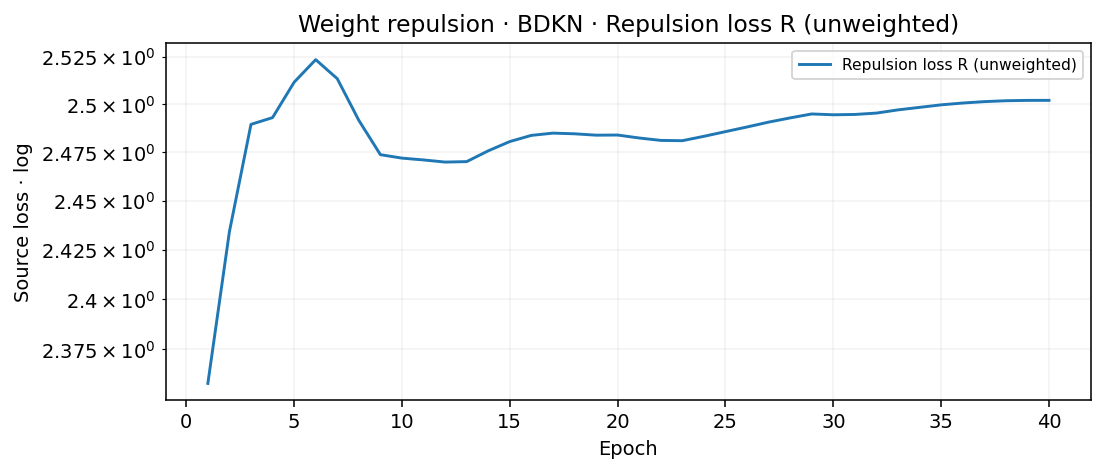 Weight repulsion · BDKN · Repulsion loss R (unweighted)
Repulsion loss R (unweighted)
Source loss · log
2.525 × 10⁰
2.5 × 10⁰
2.475 × 10⁰
2.45 × 10⁰
2.425 × 10⁰
2.4 × 10⁰
2.375 × 10⁰
0 5 10 15 20 25 30 35 40
Epoch